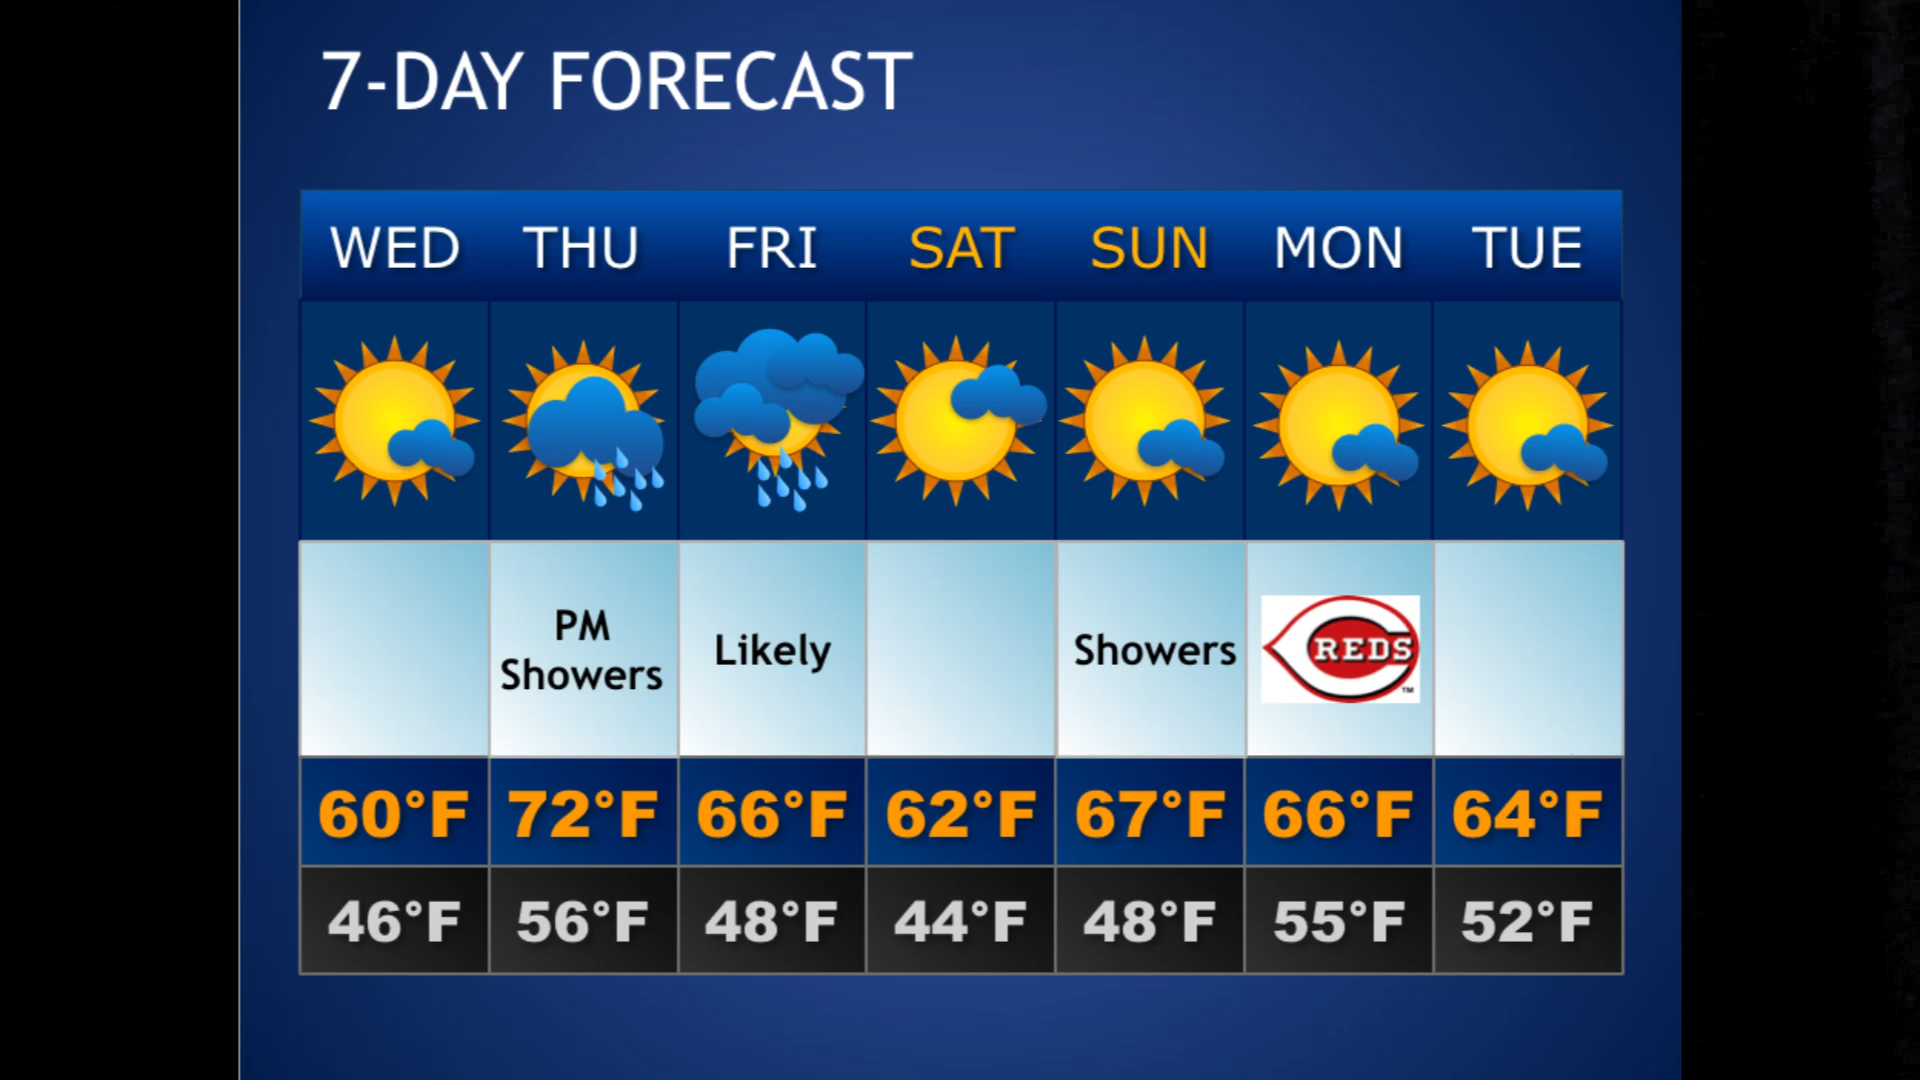 7-DAY FORECAST
WED THU FRI SAT SUN MON TUE
PM
Showers
Likely
Showers
REDS
TM
60°F 72°F 66°F 62°F 67°F 66°F 64°F
46°F 56°F 48°F 44°F 48°F 55°F 52°F